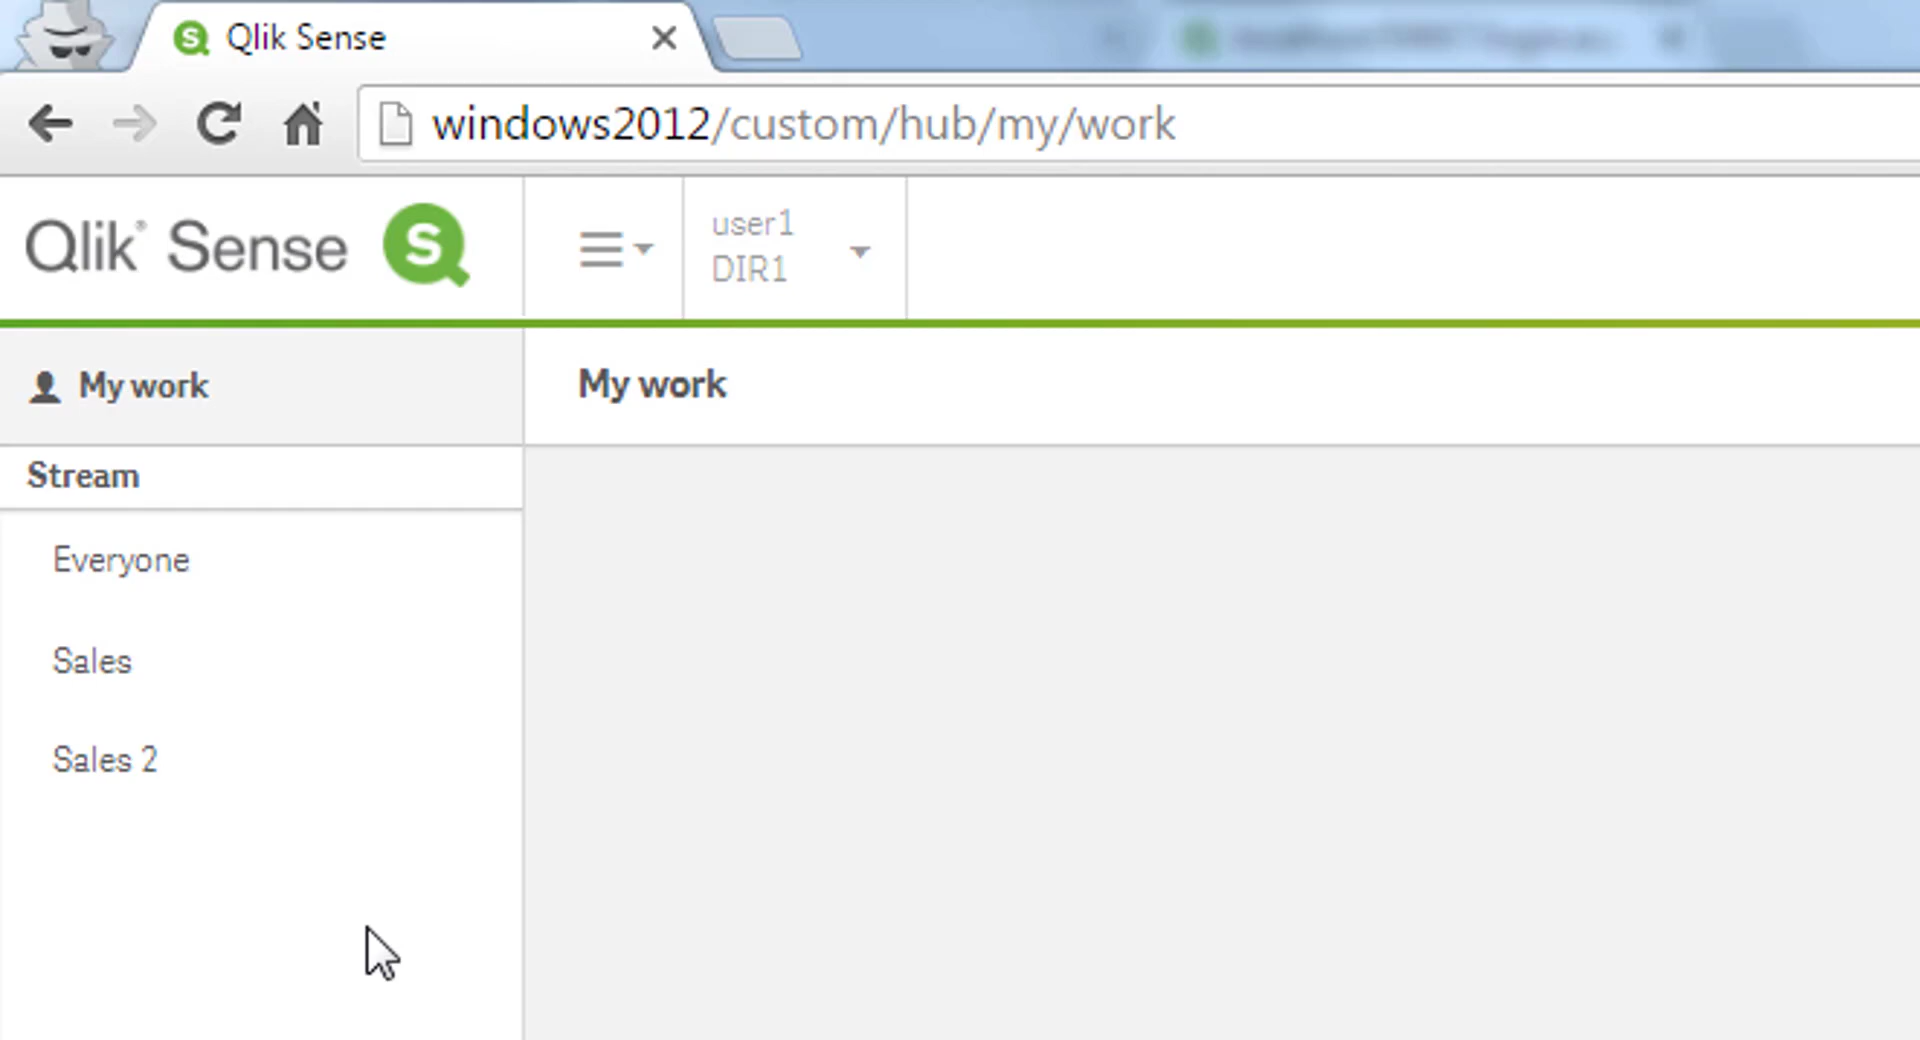 Qlik Sense
windows2012/custom/hub/my/work
Qlik® Sense
user1
DIR1
My work
My work
Stream
Everyone
Sales
Sales 2